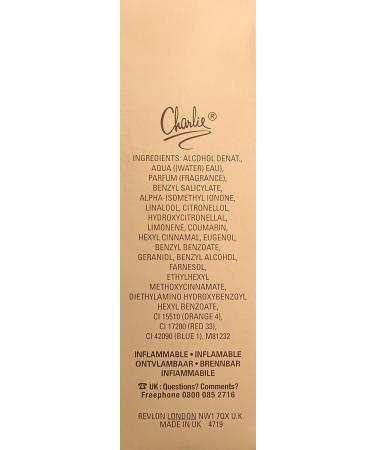 Charlie®
INGREDIENTS: ALCOHOL DENAT.,
AQUA ((WATER) EAU),
PARFUM (FRAGRANCE),
BENZYL SALICYLATE,
ALPHA-ISOMETHYL IONONE,
LINALOOL, CITRONELLOL,
HYDROXYCITRONELLAL,
LIMONENE, COUMARIN,
HEXYL CINNAMAL, EUGENOL,
BENZYL BENZOATE,
GERANIOL, BENZYL ALCOHOL,
FARNESOL,
ETHYLHEXYL
METHOXYCINNAMATE,
DIETHYLAMINO HYDROXYBENZOYL
HEXYL BENZOATE,
CI 15510 (ORANGE 4),
CI 17200 (RED 33),
CI 42090 (BLUE 1). M81232
INFLAMMABLE • INFLAMABLE
ONTVLAMBAAR • BRENNBAR
INFIAMMABILE
☎ UK : Questions? Comments?
Freephone 0800 085 2716
REVLON LONDON NW1 7QX U.K.
MADE IN UK 4719